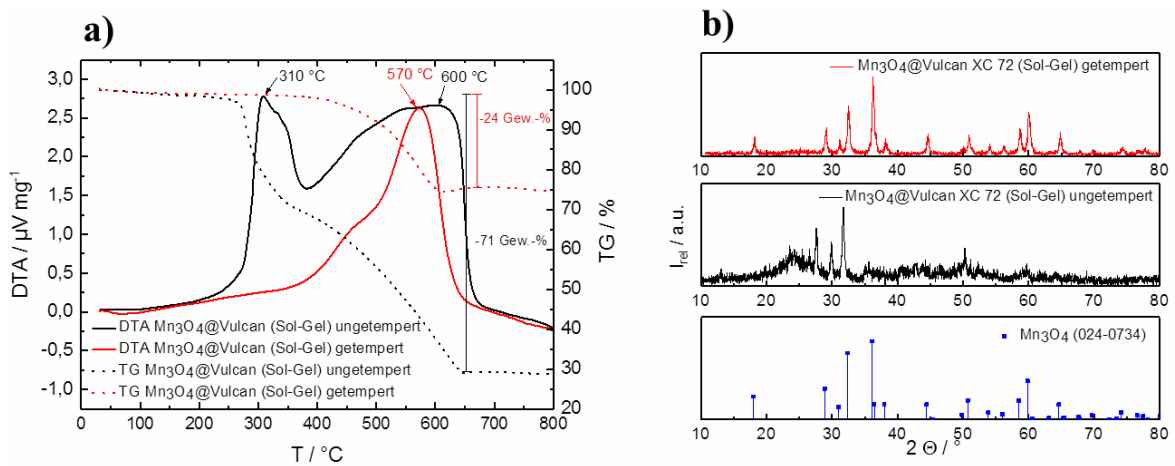 a)
310 °C
570 °C
600 °C
-24 Gew.-%
-71 Gew.-%
3,0
2,5
2,0
1,5
1,0
0,5
0,0
-0,5
-1,0
DTA / µV mg⁻¹
100
90
80
70
60
50
40
30
20
TG / %
DTA Mn₃O₄@Vulcan (Sol-Gel) ungetempert
DTA Mn₃O₄@Vulcan (Sol-Gel) getempert
TG Mn₃O₄@Vulcan (Sol-Gel) ungetempert
TG Mn₃O₄@Vulcan (Sol-Gel) getempert
0 100 200 300 400 500 600 700 800
T / °C
b)
Mn₃O₄@Vulcan XC 72 (Sol-Gel) getempert
10 20 30 40 50 60 70 80
Mn₃O₄@Vulcan XC 72 (Sol-Gel) ungetempert
I_rel / a.u.
10 20 30 40 50 60 70 80
Mn₃O₄ (024-0734)
10 20 30 40 50 60 70 80
2 Θ / °